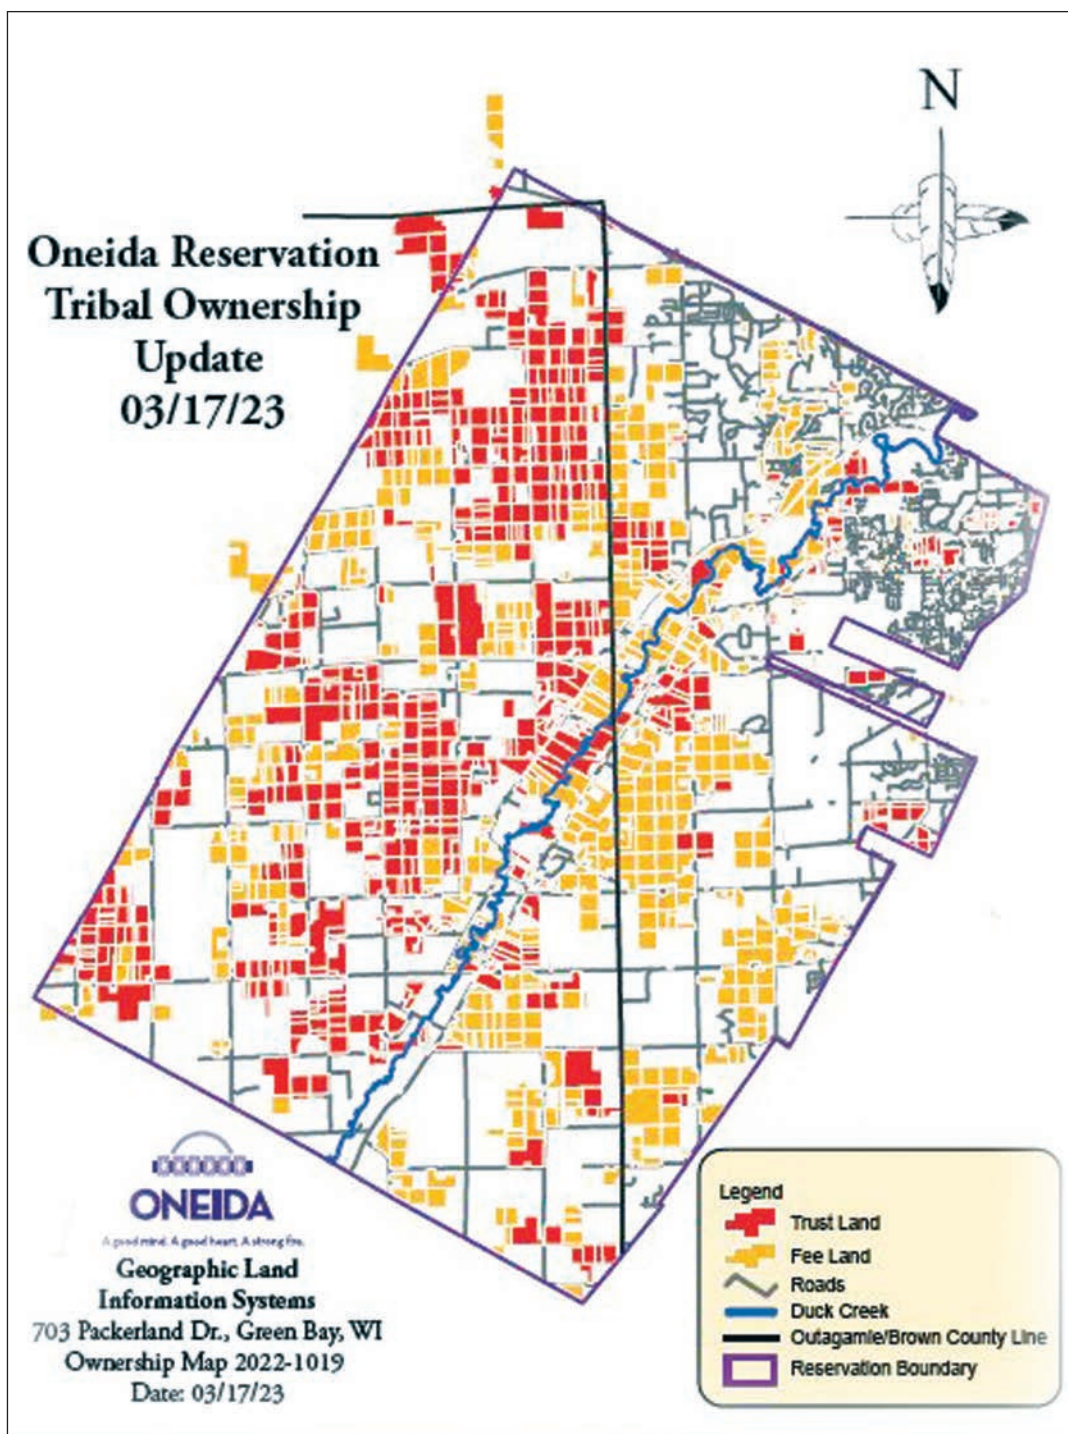 N
Oneida Reservation
Tribal Ownership
Update
03/17/23
ONEIDA
A good mind. A good heart. A strong fire.
Geographic Land
Information Systems
703 Packerland Dr., Green Bay, WI
Ownership Map 2022-1019
Date: 03/17/23
Legend
Trust Land
Fee Land
Roads
Duck Creek
Outagamie/Brown County Line
Reservation Boundary